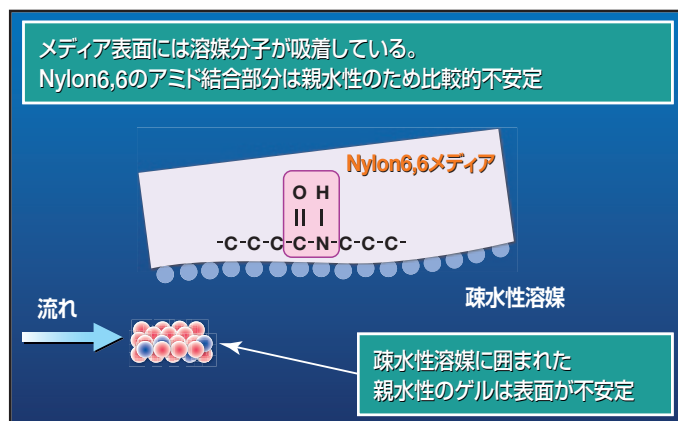 メディア表面には溶媒分子が吸着している。
Nylon6,6のアミド結合部分は親水性のため比較的不安定
Nylon6,6メディア
O H
|| |
-C-C-C-C-N-C-C-C-
疎水性溶媒
流れ
疎水性溶媒に囲まれた
親水性のゲルは表面が不安定